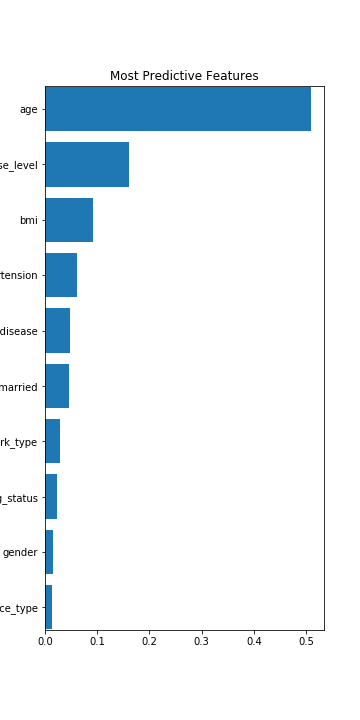 Most Predictive Features
age
se_level
bmi
rtension
disease
married
rk_type
g_status
gender
ce_type
0.0 0.1 0.2 0.3 0.4 0.5